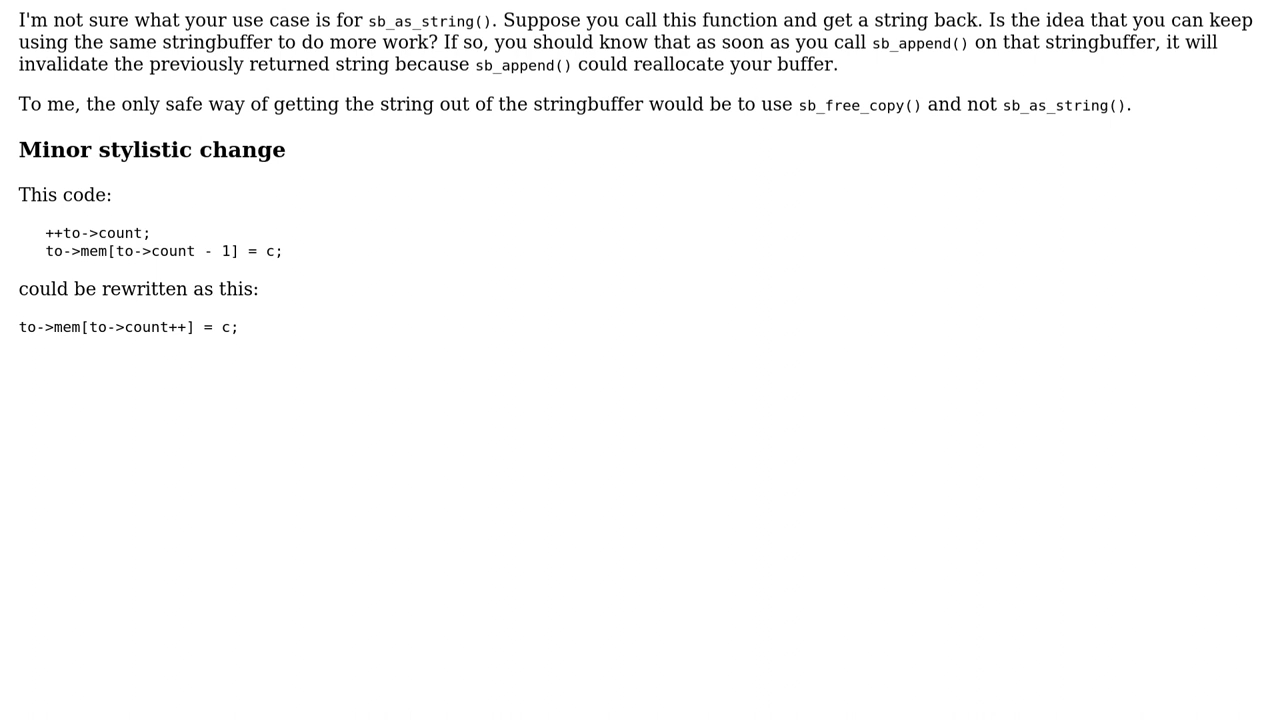 I'm not sure what your use case is for sb_as_string(). Suppose you call this function and get a string back. Is the idea that you can keep
using the same stringbuffer to do more work? If so, you should know that as soon as you call sb_append() on that stringbuffer, it will
invalidate the previously returned string because sb_append() could reallocate your buffer.
To me, the only safe way of getting the string out of the stringbuffer would be to use sb_free_copy() and not sb_as_string().
Minor stylistic change
This code:
++to->count;
to->mem[to->count - 1] = c;
could be rewritten as this:
to->mem[to->count++] = c;